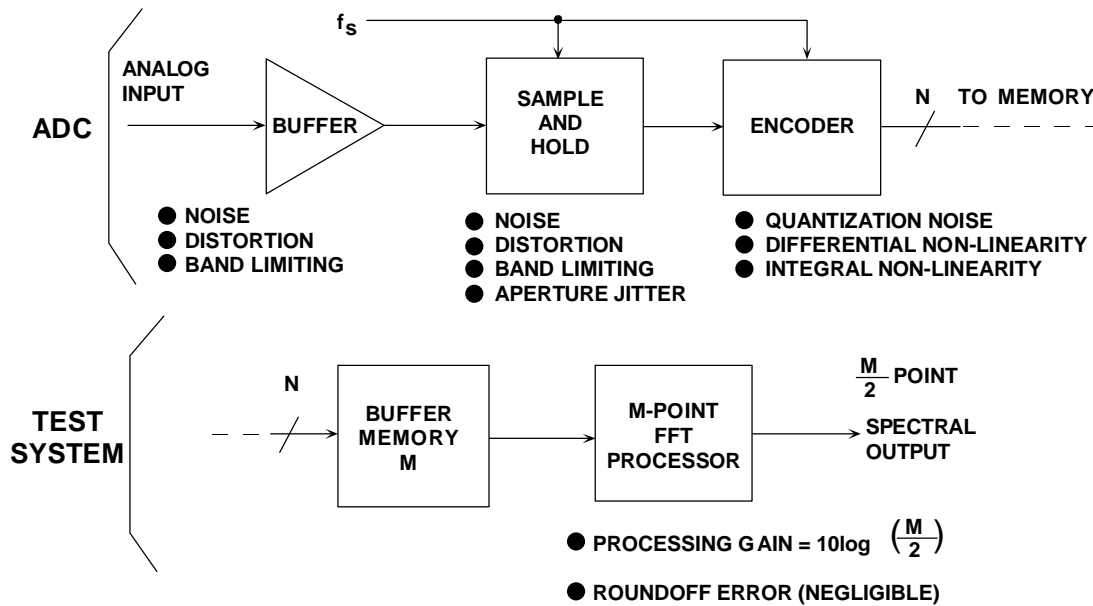 fs
ANALOG
INPUT
ADC
BUFFER
SAMPLE
AND
HOLD
ENCODER
N TO MEMORY
● NOISE
● DISTORTION
● BAND LIMITING
● NOISE
● DISTORTION
● BAND LIMITING
● APERTURE JITTER
● QUANTIZATION NOISE
● DIFFERENTIAL NON-LINEARITY
● INTEGRAL NON-LINEARITY
TEST
SYSTEM
N
BUFFER
MEMORY
M
M-POINT
FFT
PROCESSOR
M/2 POINT
SPECTRAL
OUTPUT
● PROCESSING GAIN = 10log (M/2)
● ROUNDOFF ERROR (NEGLIGIBLE)